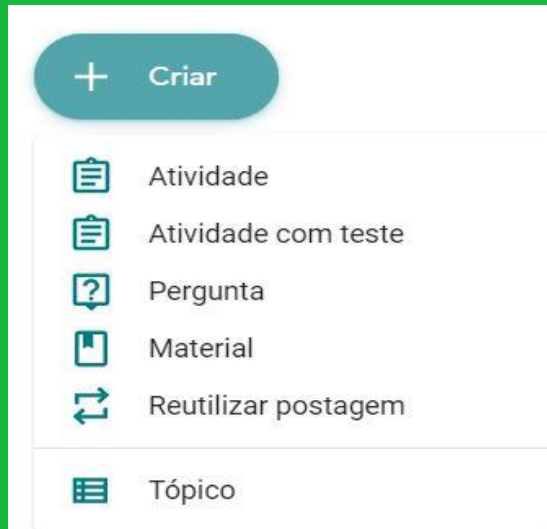 Criar
Atividade
Atividade com teste
Pergunta
Material
Reutilizar postagem
Tópico